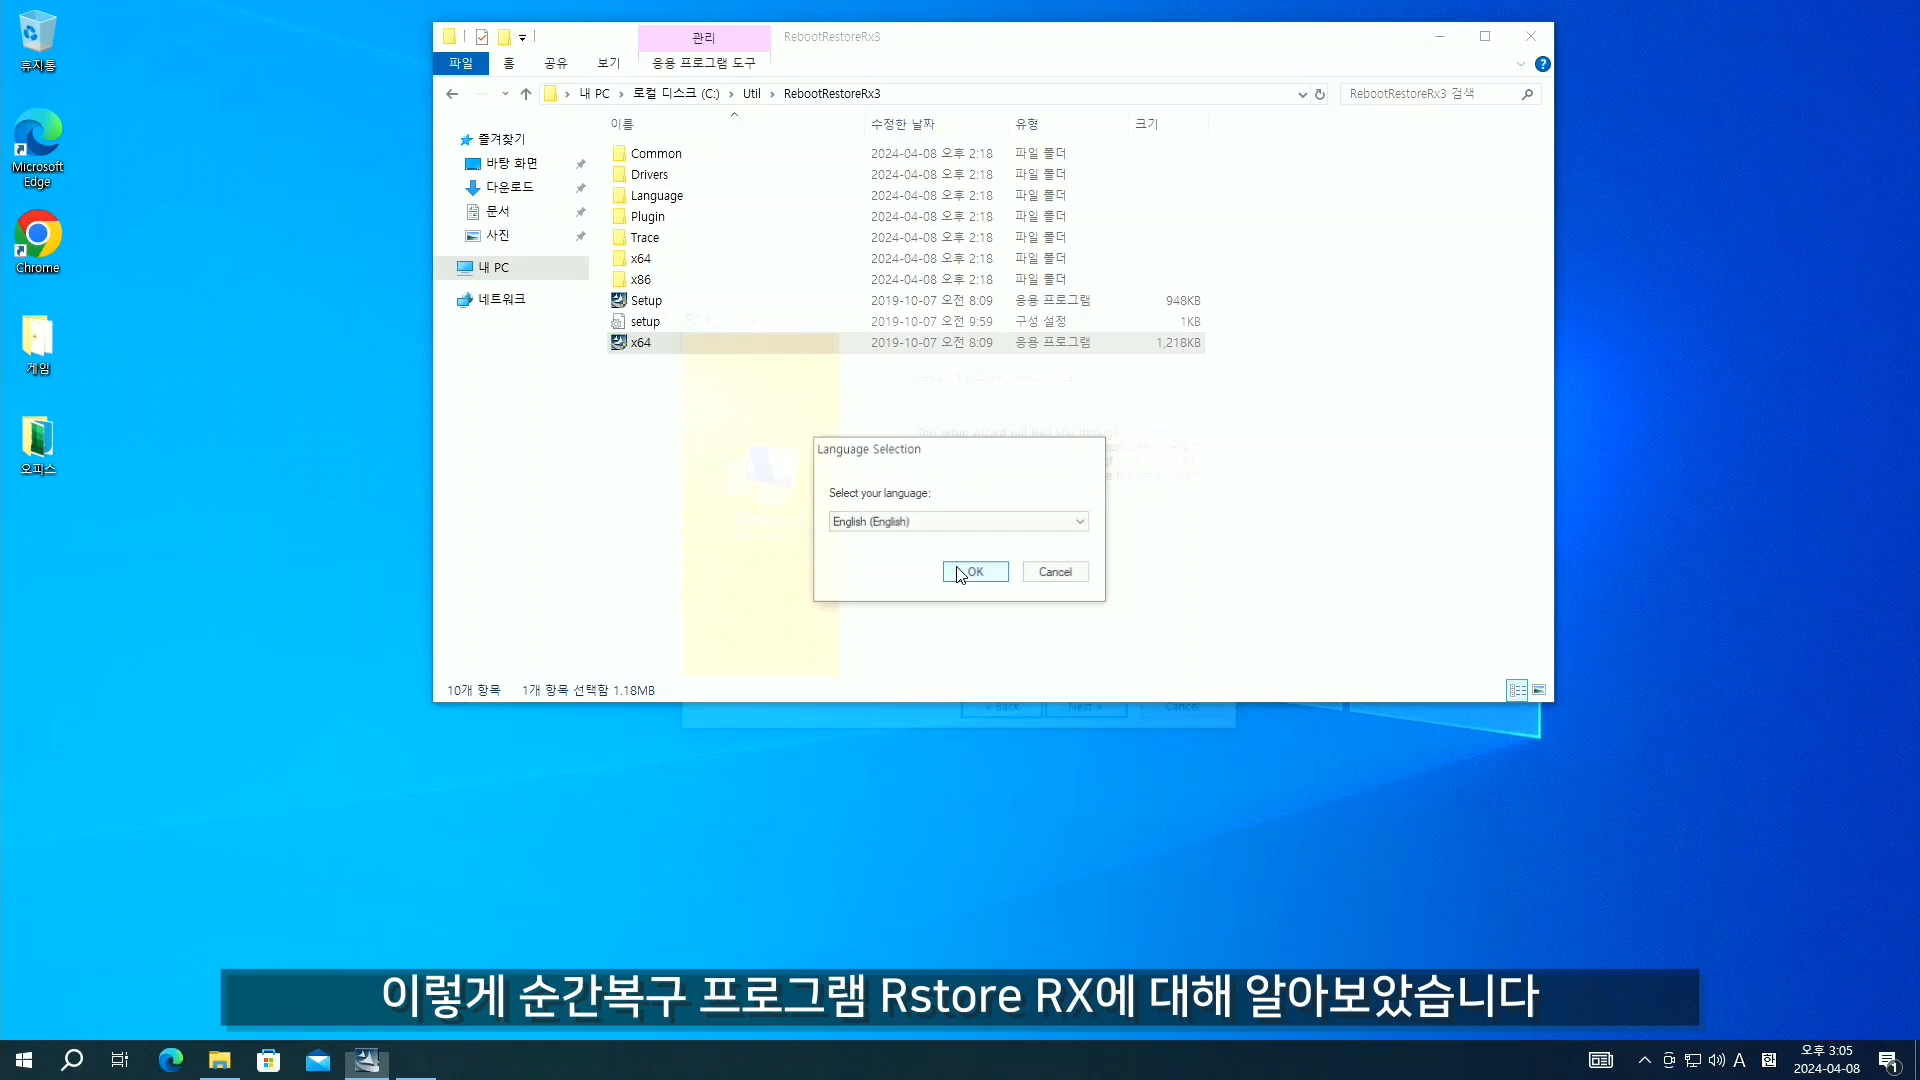 휴지통
Microsoft
Edge
Chrome
게임
오피스
관리
RebootRestoreRx3
파일
홈
공유
보기
응용 프로그램 도구
내 PC
로컬 디스크 (C:)
Util
RebootRestoreRx3
RebootRestoreRx3 검색
즐겨찾기
바탕 화면
다운로드
문서
사진
내 PC
네트워크
이름 수정한 날짜 유형 크기
Common 2024-04-08 오후 2:18 파일 폴더
Drivers 2024-04-08 오후 2:18 파일 폴더
Language 2024-04-08 오후 2:18 파일 폴더
Plugin 2024-04-08 오후 2:18 파일 폴더
Trace 2024-04-08 오후 2:18 파일 폴더
x64 2024-04-08 오후 2:18 파일 폴더
x86 2024-04-08 오후 2:18 파일 폴더
Setup 2019-10-07 오전 8:09 응용 프로그램 948KB
setup 2019-10-07 오전 9:59 구성 설정 1KB
x64 2019-10-07 오전 8:09 응용 프로그램 1,218KB
This setup wizard will lead you through
Language Selection
Select your language:
English (English)
OK
Cancel
10개 항목 1개 항목 선택함 1.18MB
< Back
Next >
Cancel
이렇게 순간복구 프로그램 Rstore RX에 대해 알아보았습니다
A
오후 3:05
2024-04-08
1